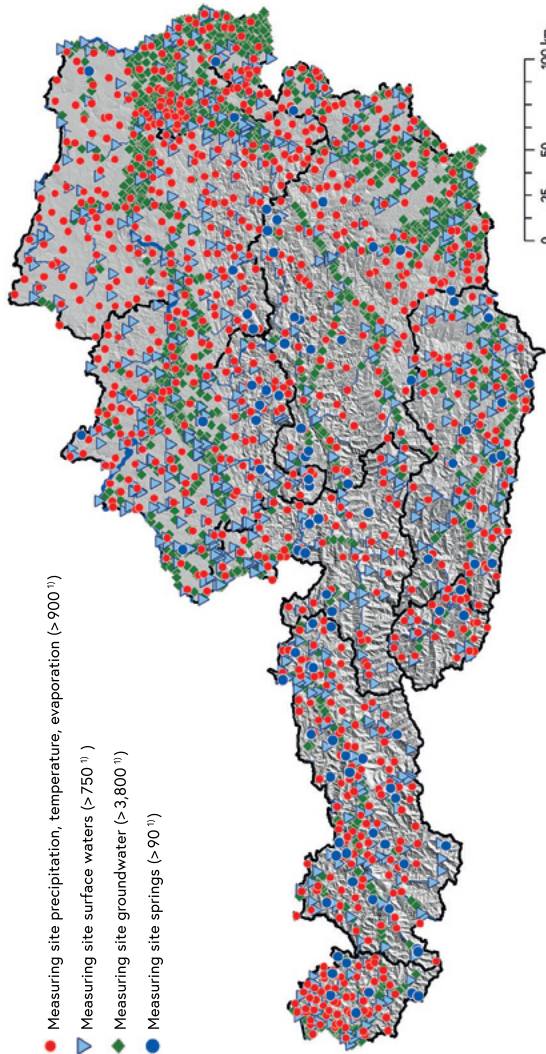 Measuring site precipitation, temperature, evaporation (> 900 ¹⁾)
Measuring site surface waters (> 750 ¹⁾ )
Measuring site groundwater (> 3,800 ¹⁾)
Measuring site springs (> 90 ¹⁾)
0 25 50 100 km